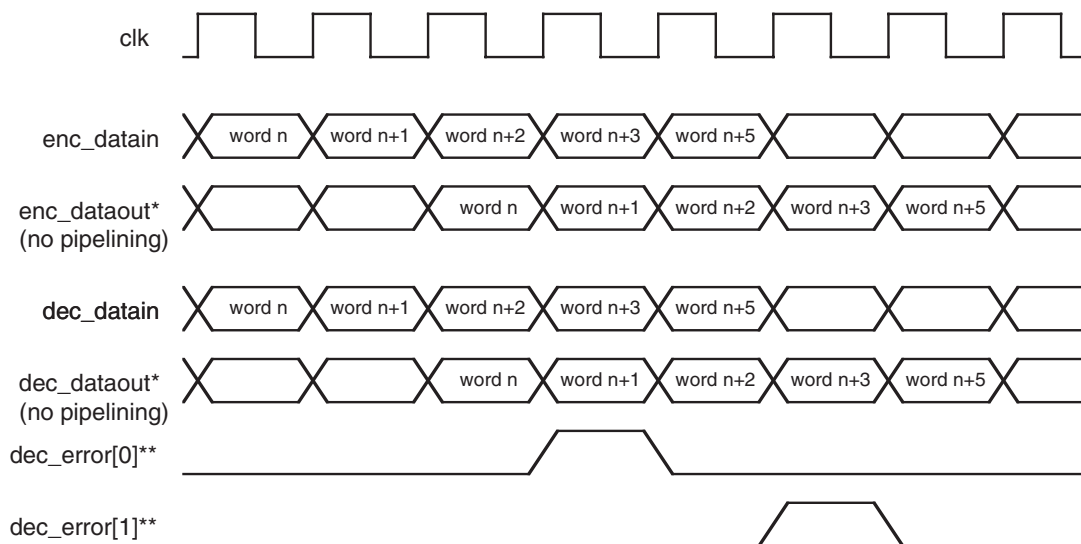 clk
enc_datain word n word n+1 word n+2 word n+3 word n+5
enc_dataout* word n word n+1 word n+2 word n+3 word n+5
(no pipelining)
dec_datain word n word n+1 word n+2 word n+3 word n+5
dec_dataout* word n word n+1 word n+2 word n+3 word n+5
(no pipelining)
dec_error[0]**
dec_error[1]**